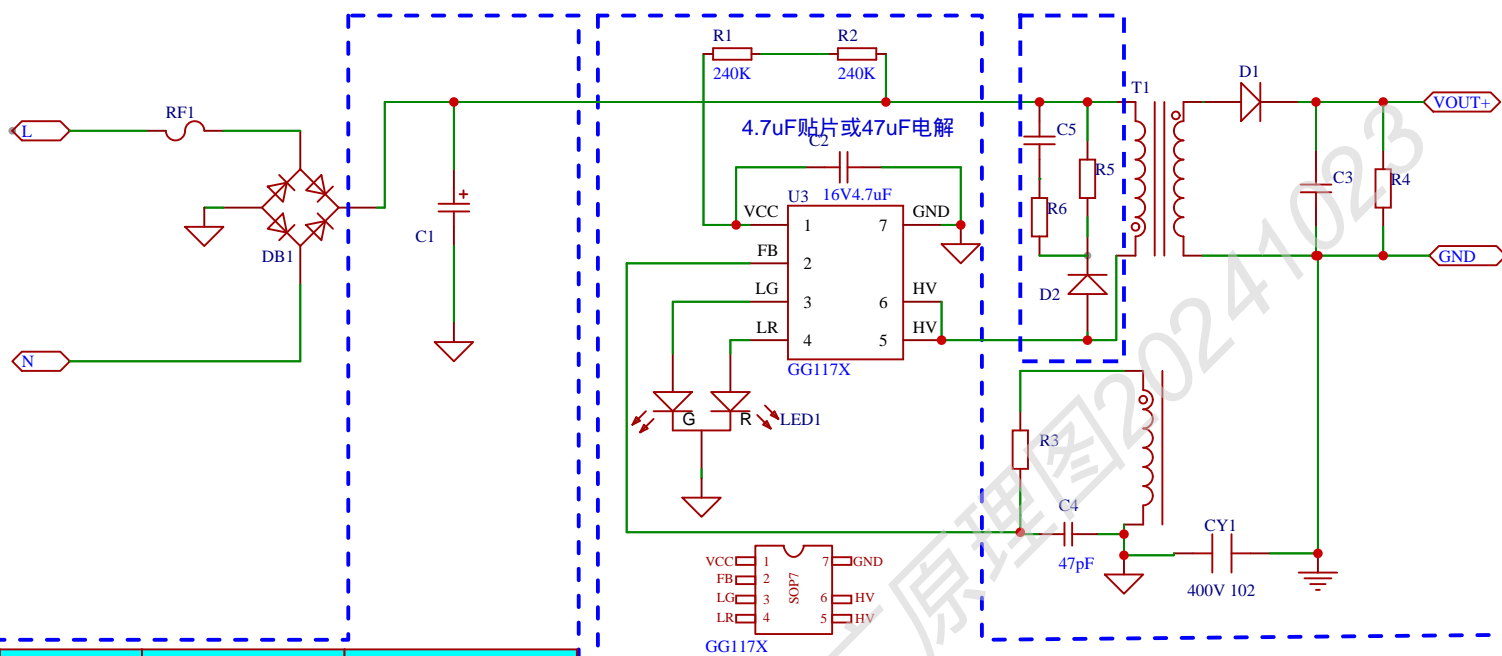 R1
R2
240K
240K
RF1
L
T1
D1
VOUT+
4.7uF贴片或47uF电解
C2
16V4.7uF
C5
R5
R6
C3
R4
C1
U3
VCC
1
7
GND
FB
2
LG
3
6
HV
LR
4
5
HV
GG117X
DB1
D2
GND
N
G
R
LED1
R3
C4
47pF
CY1
400V 102
VCC
1
7
GND
FB
2
LG
3
6
HV
LR
4
5
HV
SOP7
GG117X
原理图20241023